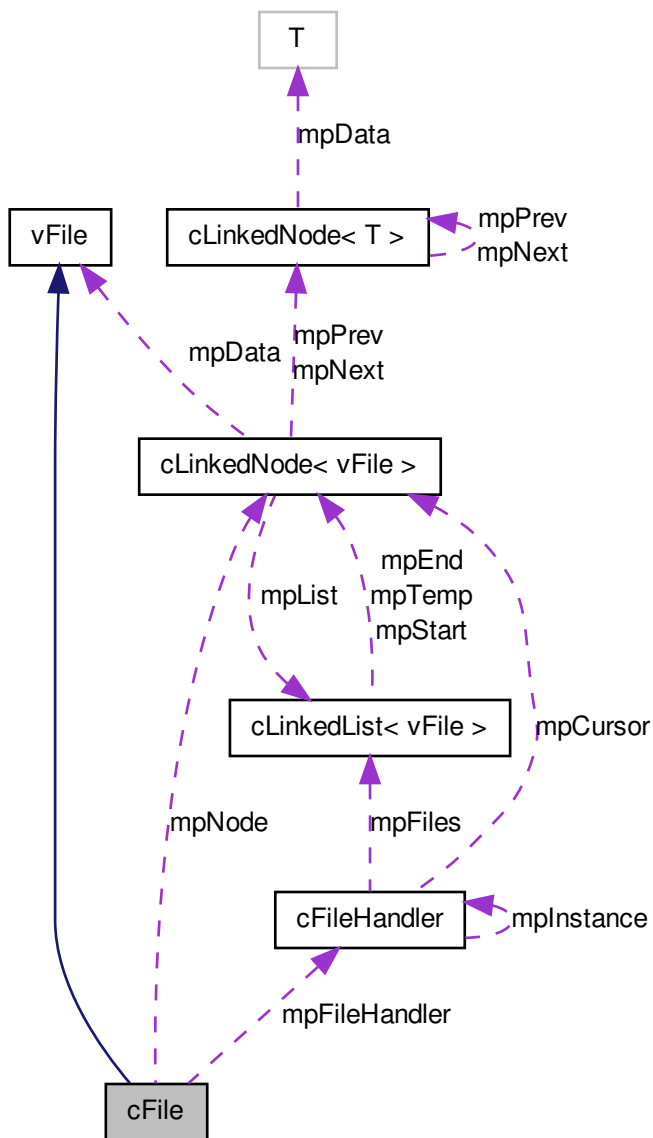 T
mpData
vFile
cLinkedNode< T >
mpPrev
mpNext
mpData
mpPrev
mpNext
cLinkedNode< vFile >
mpList
mpEnd
mpTemp
mpStart
cLinkedList< vFile >
mpCursor
mpNode
mpFiles
cFileHandler
mpInstance
mpFileHandler
cFile